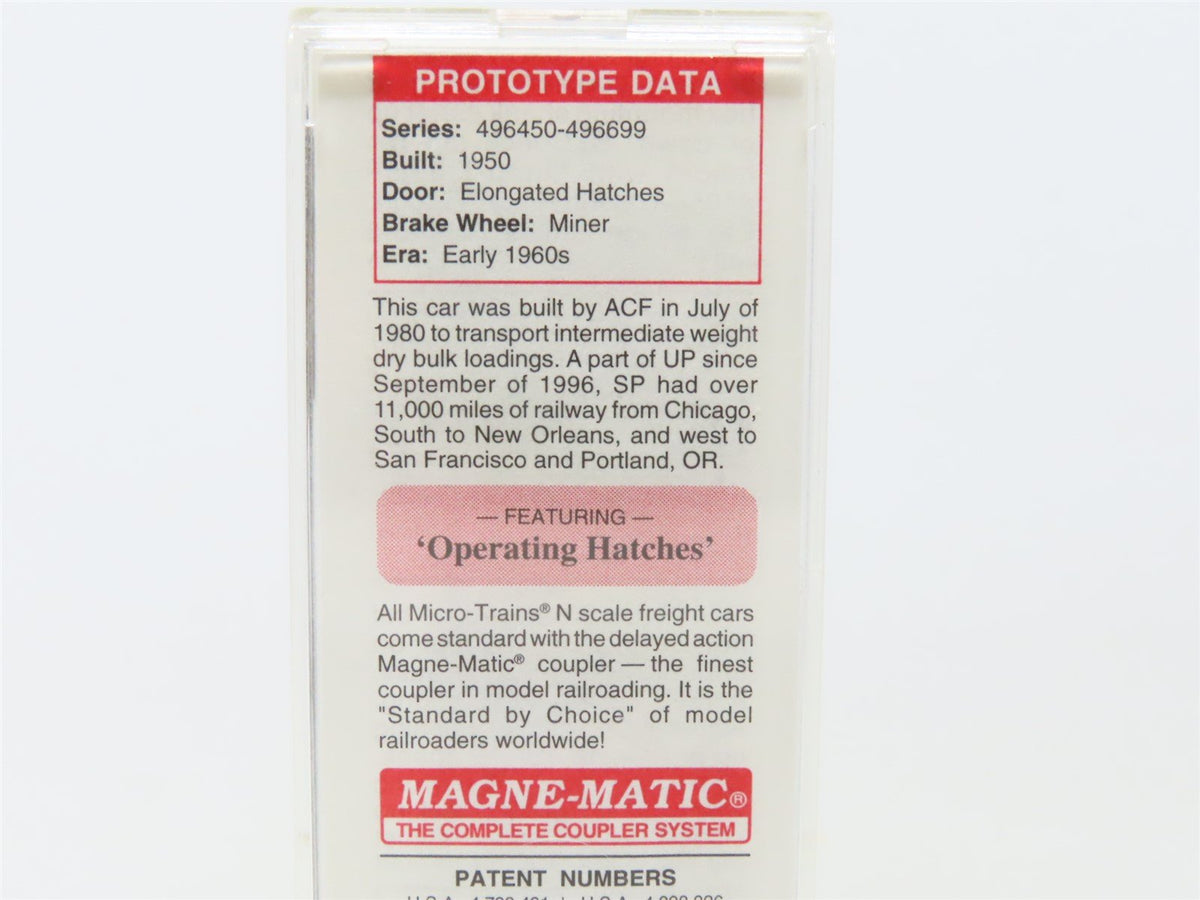 PROTOTYPE DATA
Series: 496450-496699
Built: 1950
Door: Elongated Hatches
Brake Wheel: Miner
Era: Early 1960s
This car was built by ACF in July of
1980 to transport intermediate weight
dry bulk loadings. A part of UP since
September of 1996, SP had over
11,000 miles of railway from Chicago,
South to New Orleans, and west to
San Francisco and Portland, OR.
— FEATURING —
‘Operating Hatches’
All Micro-Trains® N scale freight cars
come standard with the delayed action
Magne-Matic® coupler — the finest
coupler in model railroading. It is the
"Standard by Choice" of model
railroaders worldwide!
MAGNE-MATIC®
THE COMPLETE COUPLER SYSTEM
PATENT NUMBERS